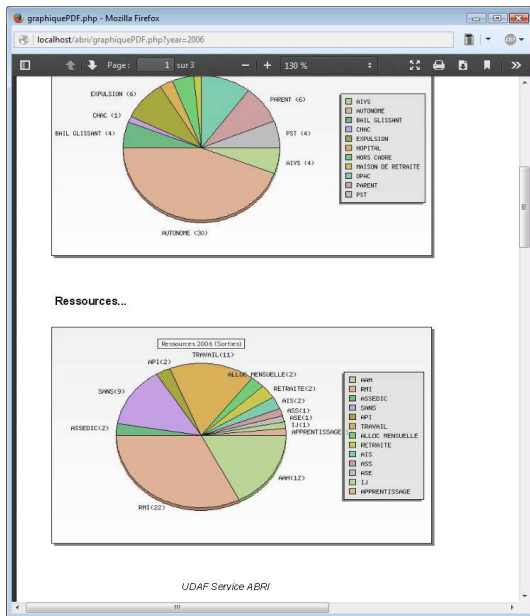 graphiquePDF.php - Mozilla Firefox
localhost/abri/graphiquePDF.php?year=2006
Page: 1 sur 3 130 %
EXPULSION (6)
CHAC (1)
BAIL GLISSANT (4)
PARENT (6)
PST (6)
AIVS (4)
AUTONOME (30)
AIVS
AUTONOME
BAIL GLISSANT
CHAC
EXPULSION
HOPITAL
HORS CADRE
MAISON DE RETRAITE
OPAC
PARENT
PST
Ressources...
Ressources 2006 (Sorties)
TRAVAIL(11)
API(2)
ALLOC MENSUELLE(2)
SANS(9)
RETRAITE(2)
AIS(2)
ASS(1)
ASE(1)
IJ(1)
ASSEDIC(2)
APPRENTISSAGE
AAH(12)
RMI(22)
AAH
RMI
ASSEDIC
SANS
API
TRAVAIL
ALLOC MENSUELLE
RETRAITE
AIS
ASS
ASE
IJ
APPRENTISSAGE
UDAF Service ABRI